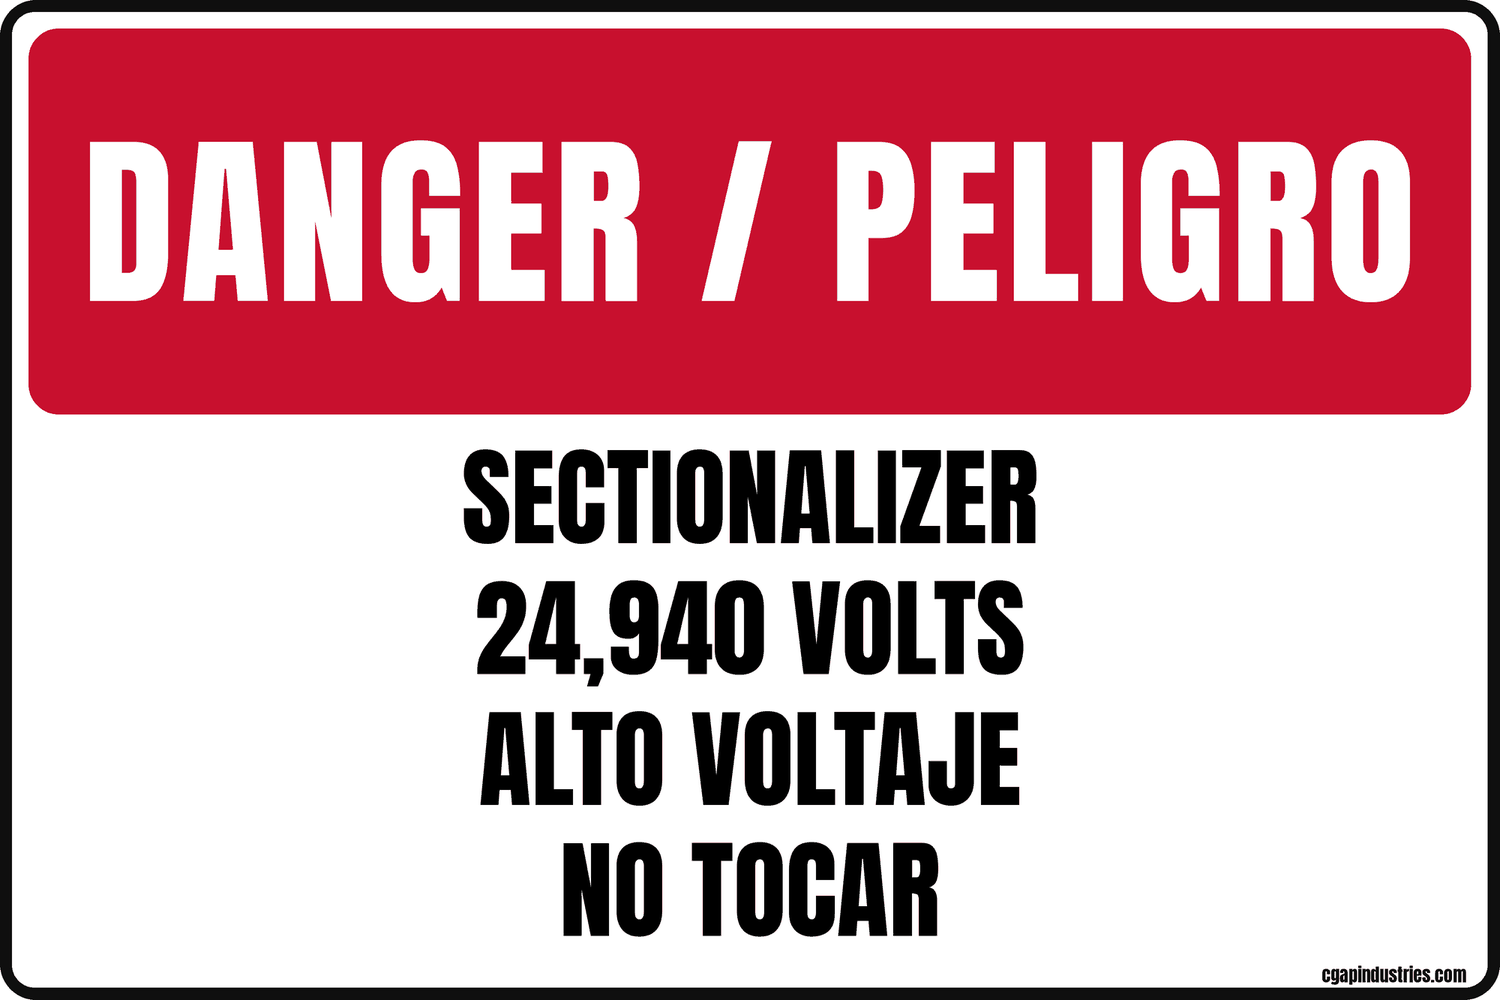 DANGER / PELIGRO
SECTIONALIZER
24,940 VOLTS
ALTO VOLTAJE
NO TOCAR
cgapindustries.com